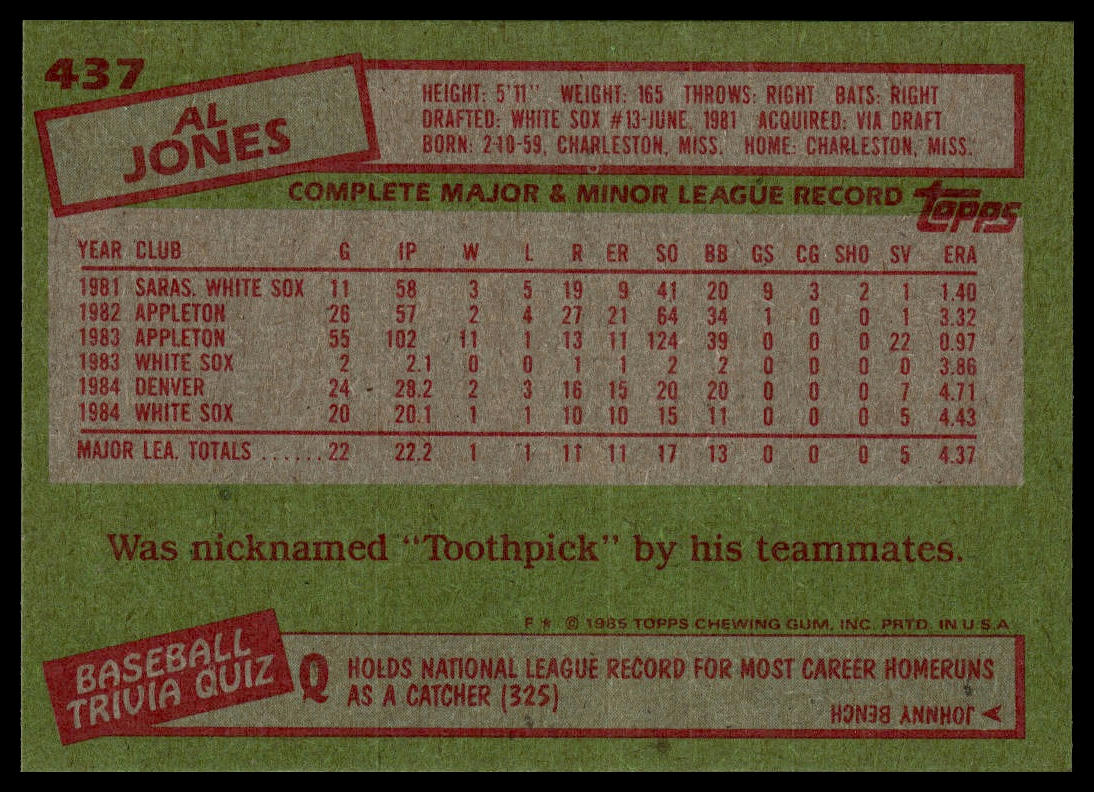 437
AL
JONES
HEIGHT: 5'11" WEIGHT: 165 THROWS: RIGHT BATS: RIGHT
DRAFTED: WHITE SOX #13-JUNE, 1981 ACQUIRED: VIA DRAFT
BORN: 2-10-59, CHARLESTON, MISS. HOME: CHARLESTON, MISS.
COMPLETE MAJOR & MINOR LEAGUE RECORD topps
YEAR CLUB G IP W L R ER SO BB GS CG SHO SV ERA
1981 SARAS. WHITE SOX 11 58 3 5 19 9 41 20 9 3 2 1 1.40
1982 APPLETON 26 57 2 4 27 21 64 34 1 0 0 1 3.32
1983 APPLETON 55 102 11 1 13 11 124 39 0 0 0 22 0.97
1983 WHITE SOX 2 2.1 0 0 1 1 2 2 0 0 0 0 3.86
1984 DENVER 24 28.2 2 3 16 15 20 20 0 0 0 7 4.71
1984 WHITE SOX 20 20.1 1 1 10 10 15 11 0 0 0 5 4.43
MAJOR LEA. TOTALS ......22 22.2 1 1 11 11 17 13 0 0 0 5 4.37
Was nicknamed "Toothpick" by his teammates.
F* © 1985 TOPPS CHEWING GUM, INC. PRTD. IN U.S.A
BASEBALL
TRIVIA QUIZ
Q HOLDS NATIONAL LEAGUE RECORD FOR MOST CAREER HOMERUNS
AS A CATCHER (325)
A JOHNNY BENCH